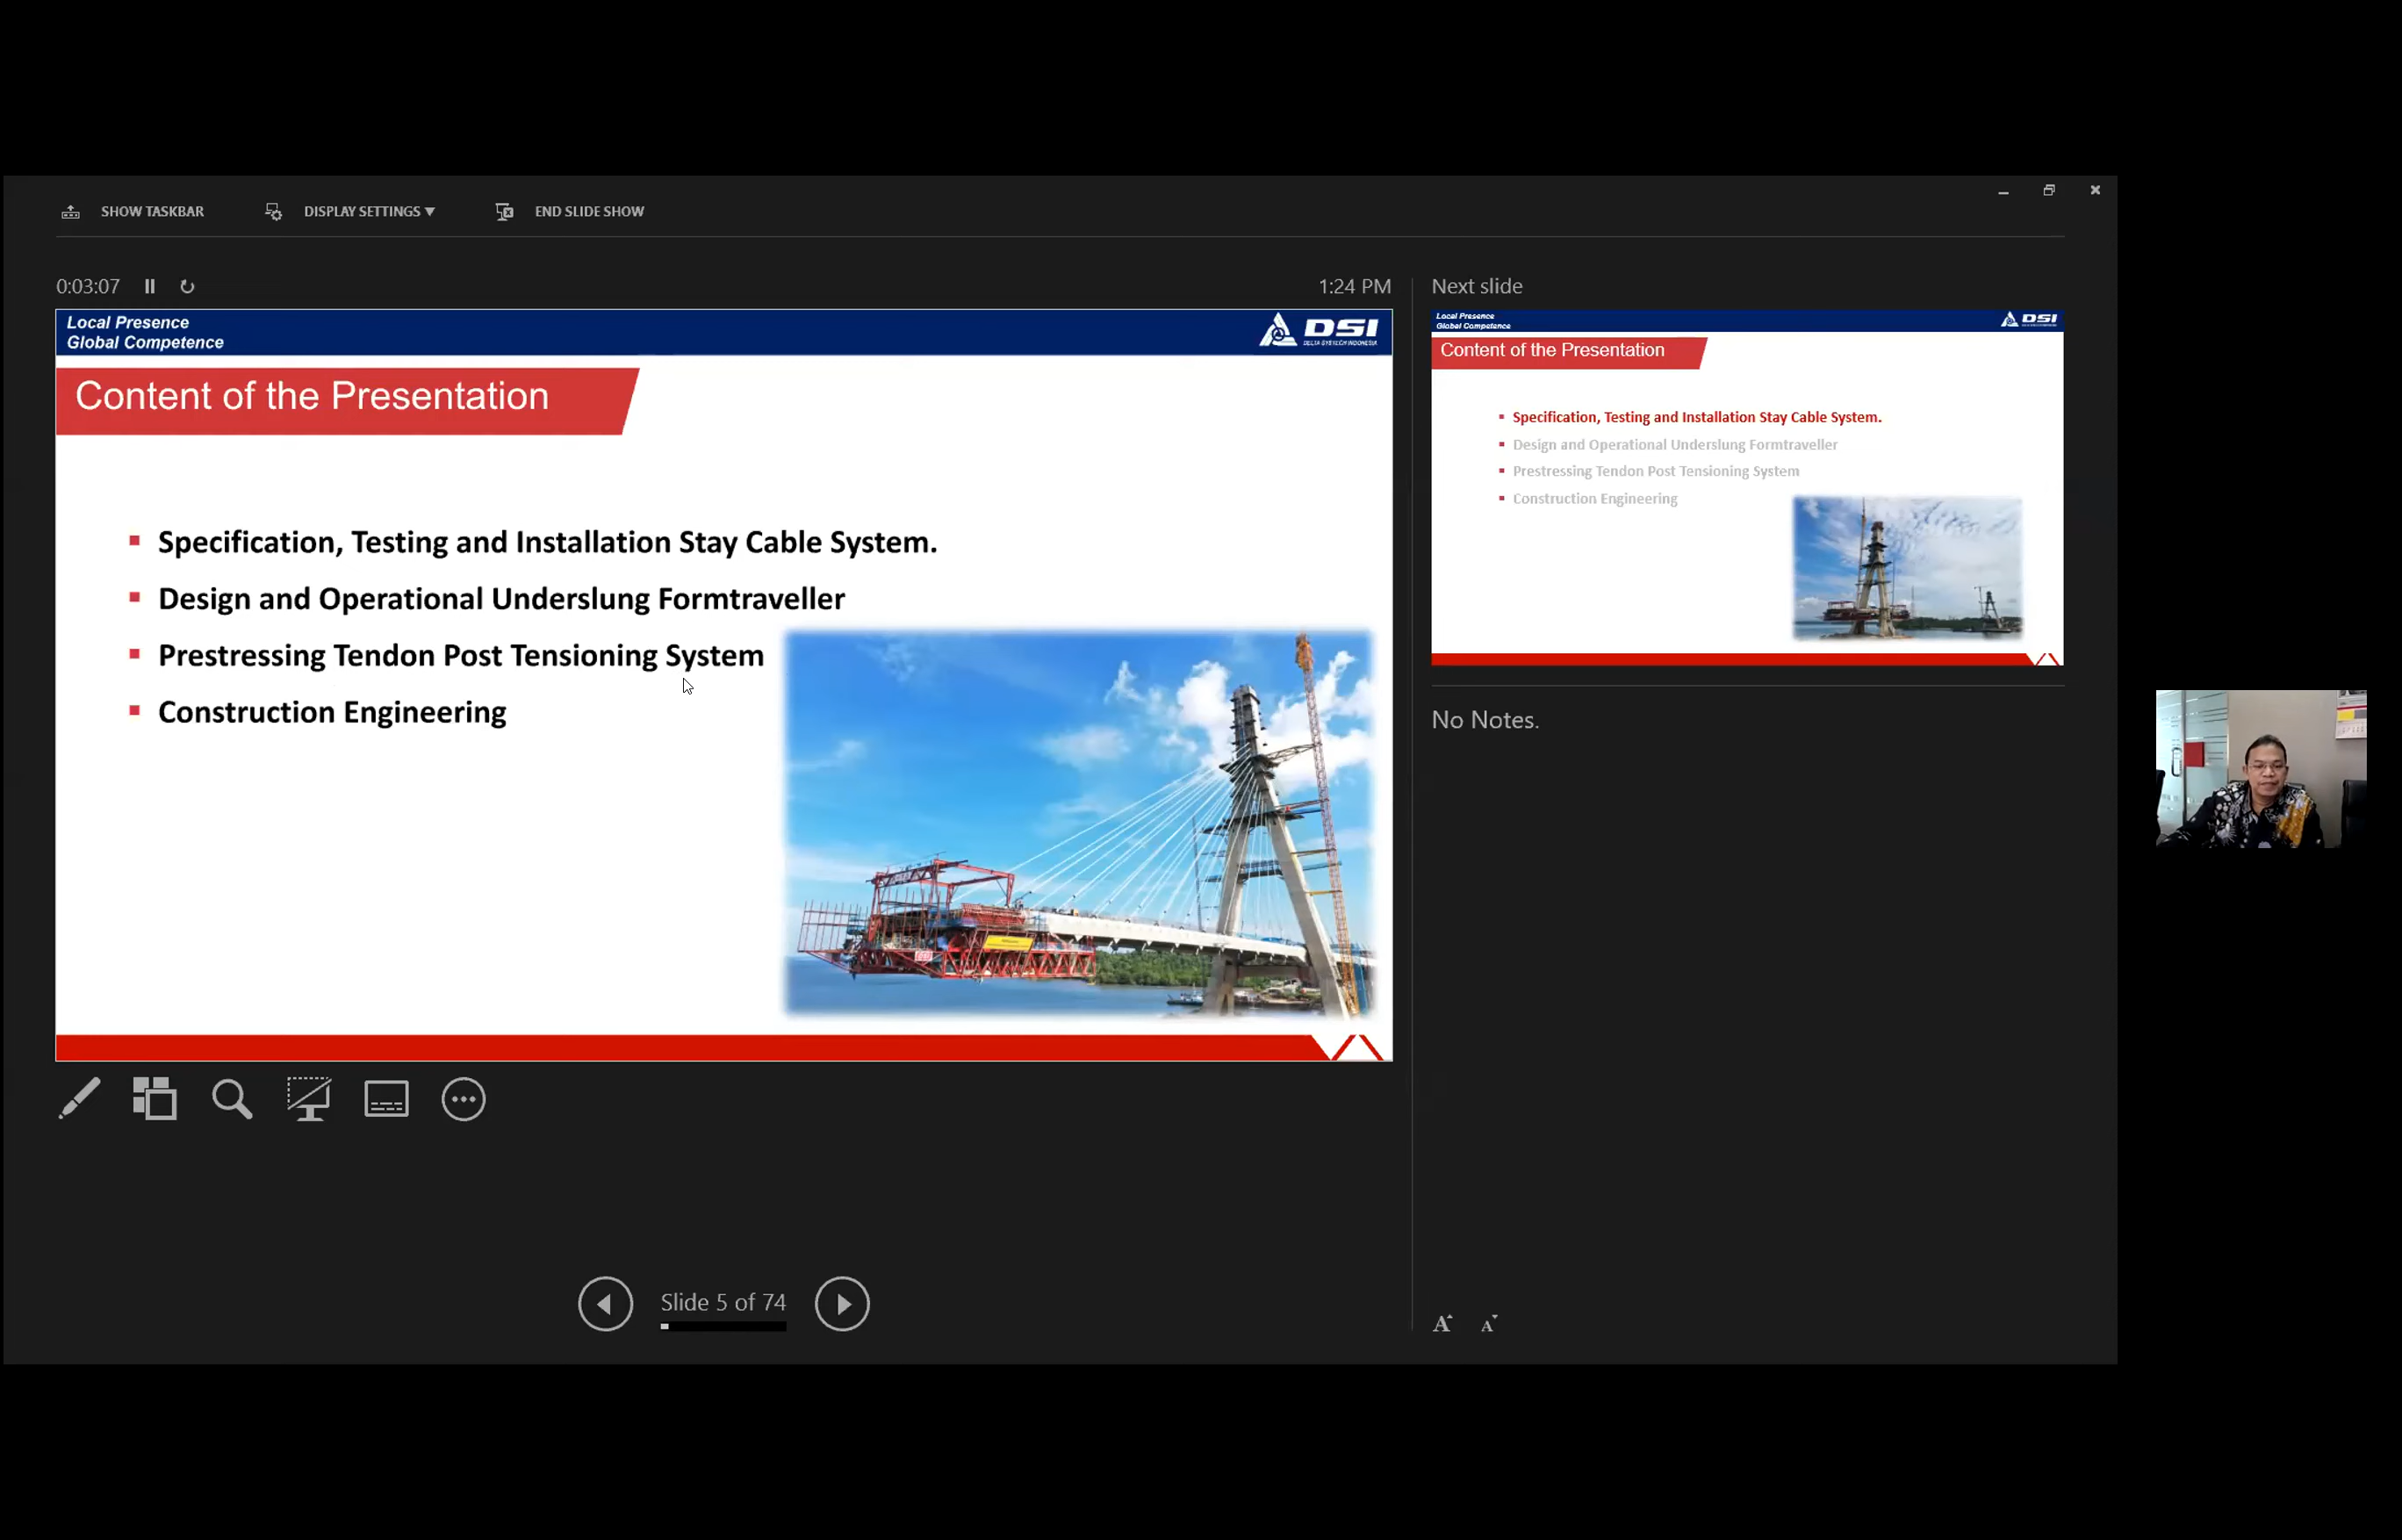 SHOW TASKBAR
DISPLAY SETTINGS ▼
END SLIDE SHOW
0:03:07
1:24 PM
Local Presence
Global Competence
DSI
DELTA SYSTECH INDONESIA
Content of the Presentation
▪ Specification, Testing and Installation Stay Cable System.
▪ Design and Operational Underslung Formtraveller
▪ Prestressing Tendon Post Tensioning System
▪ Construction Engineering
Slide 5 of 74
Next slide
Local Presence
Global Competence
DSI
Content of the Presentation
▪ Specification, Testing and Installation Stay Cable System.
▪ Design and Operational Underslung Formtraveller
▪ Prestressing Tendon Post Tensioning System
▪ Construction Engineering
No Notes.
A A